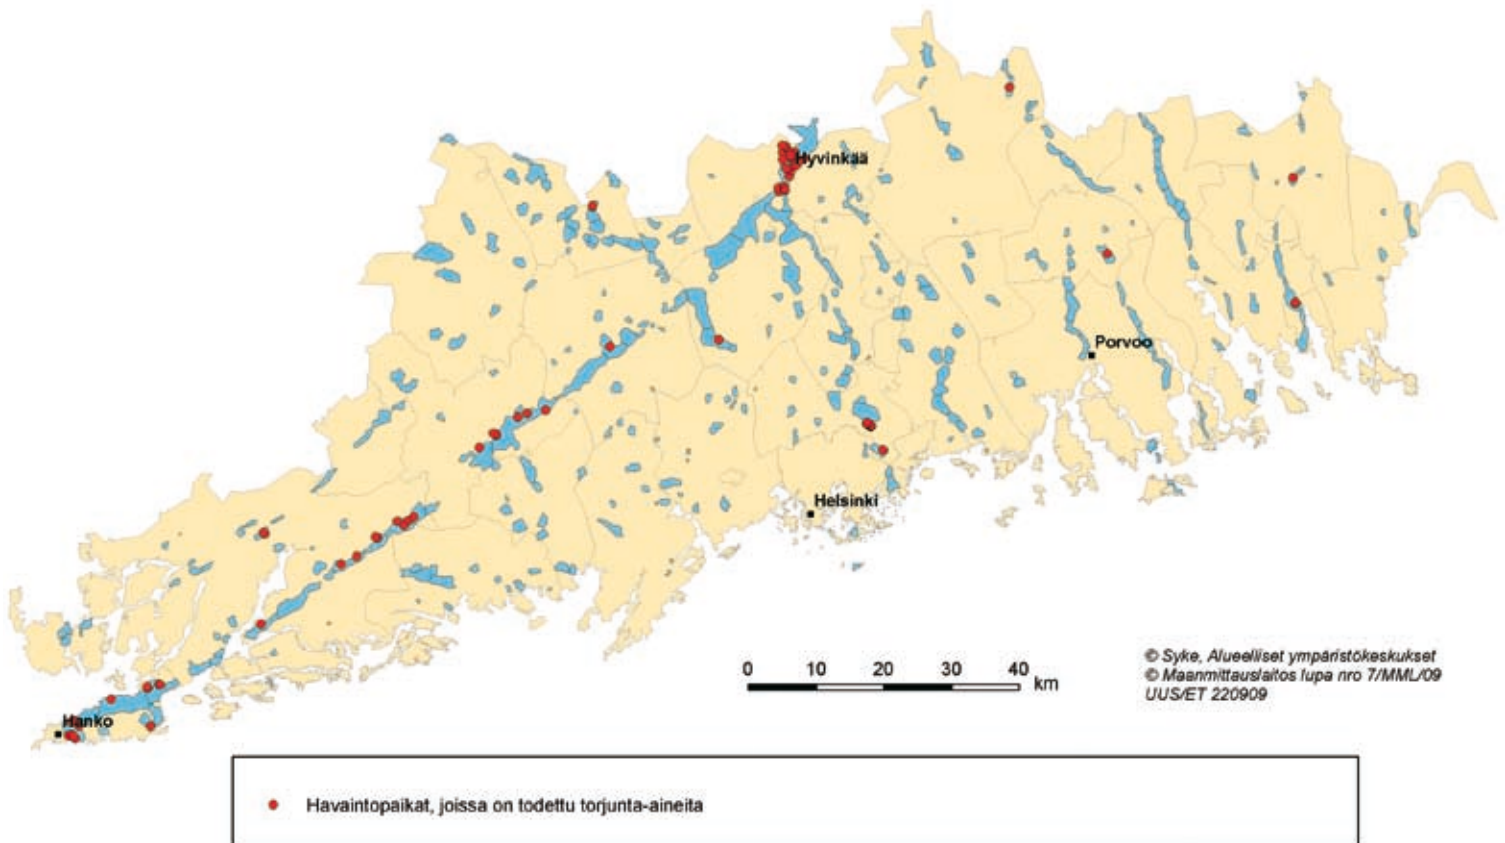 Hyvinkää
Porvoo
Helsinki
Hanko
0 10 20 30 40
km
© Syke, Alueelliset ympäristökeskukset
© Maanmittauslaitos lupa nro 7/MML/09
UUS/ET 220909
Havaintopaikat, joissa on todettu torjunta-aineita